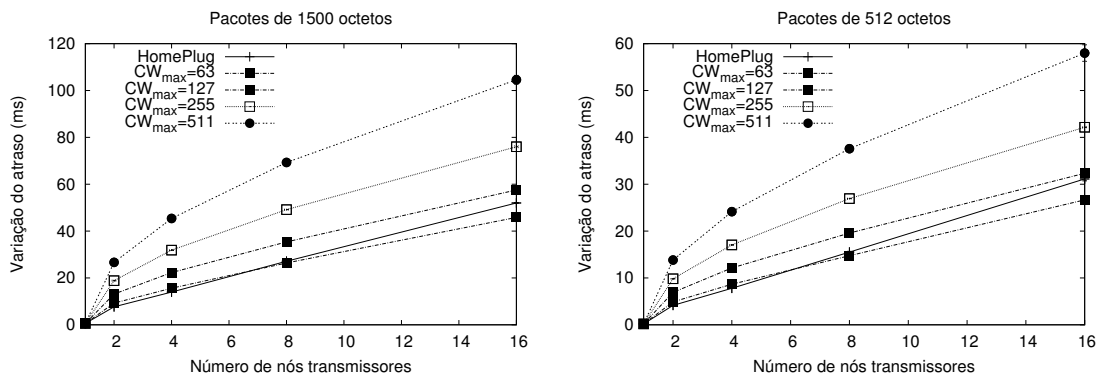 Pacotes de 1500 octetos
Variação do atraso (ms)
120
100
80
60
40
20
0
HomePlug
CWmax=63
CWmax=127
CWmax=255
CWmax=511
2 4 6 8 10 12 14 16
Número de nós transmissores
Pacotes de 512 octetos
Variação do atraso (ms)
60
50
40
30
20
10
0
HomePlug
CWmax=63
CWmax=127
CWmax=255
CWmax=511
2 4 6 8 10 12 14 16
Número de nós transmissores